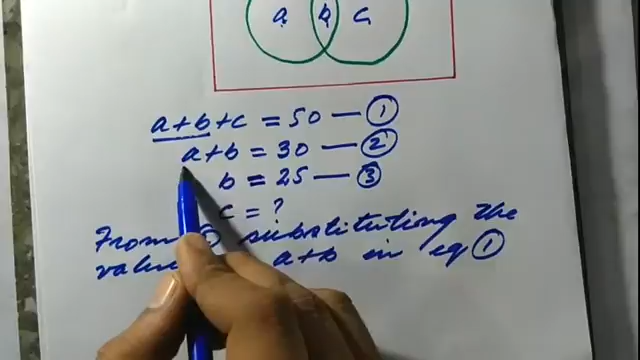 a b c
a+b+c = 50 — ①
a+b = 30 — ②
b = 25 — ③
c = ?
From substituting the
value a+b in eq ①